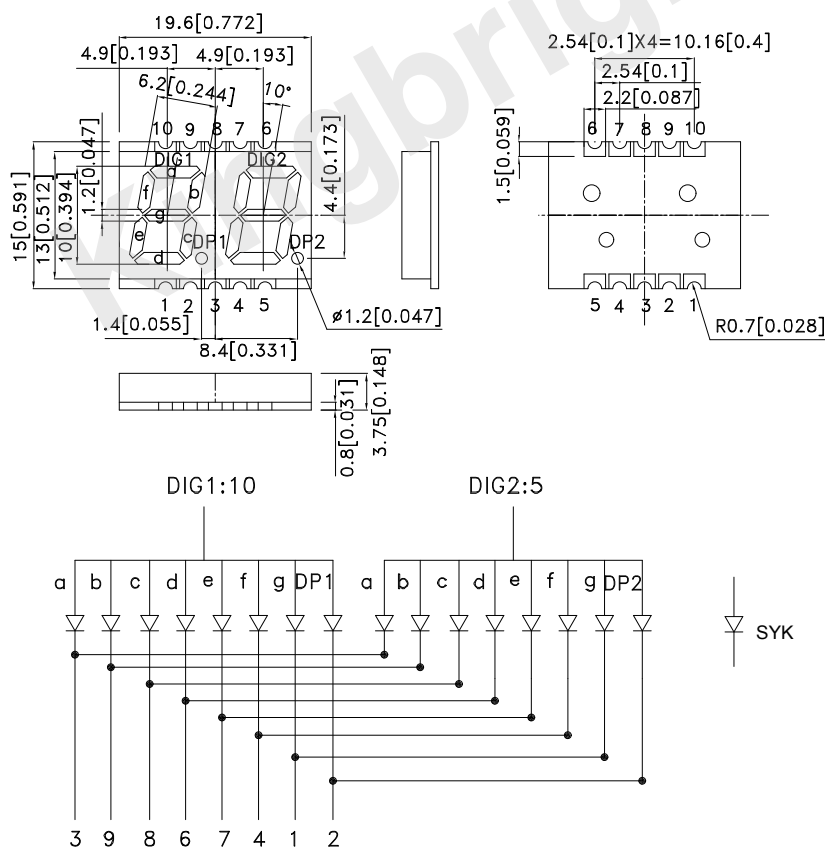 19.6[0.772]
4.9[0.193] 4.9[0.193]
6.2[0.244]
10°
10 9 8 7 6
DIG1 DIG2
a
f b
g
e c
d
DP1 DP2
1 2 3 4 5
15[0.591]
13[0.512]
10[0.394]
1.2[0.047]
4.4[0.173]
1.4[0.055]
8.4[0.331]
ø1.2[0.047]
2.54[0.1]X4=10.16[0.4]
2.54[0.1]
2.2[0.087]
1.5[0.059]
6 7 8 9 10
5 4 3 2 1
R0.7[0.028]
0.8[0.031]
3.75[0.148]
Kingbright
DIG1:10 DIG2:5
a b c d e f g DP1 a b c d e f g DP2
SYK
3 9 8 6 7 4 1 2